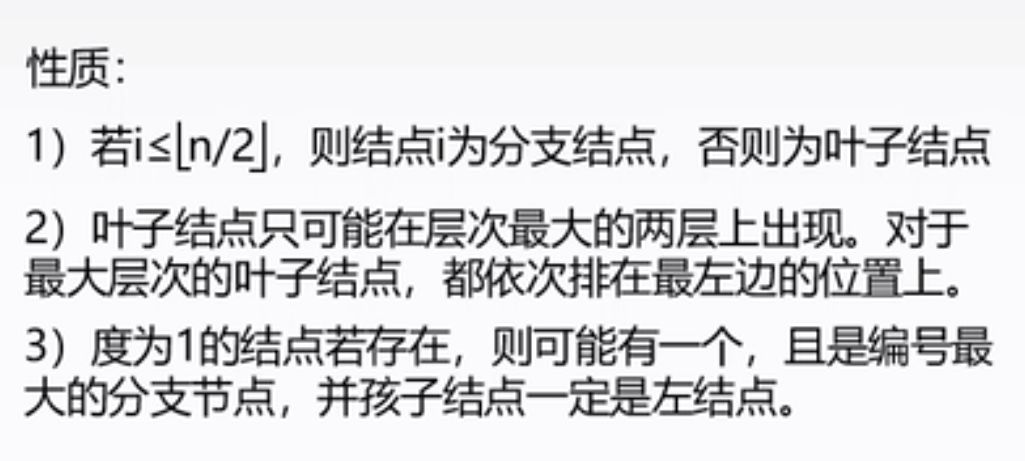 性质：
1）若i≤⌊n/2⌋，则结点i为分支结点，否则为叶子结点
2）叶子结点只可能在层次最大的两层上出现。对于
最大层次的叶子结点，都依次排在最左边的位置上。
3）度为1的结点若存在，则可能有一个，且是编号最
大的分支节点，并孩子结点一定是左结点。